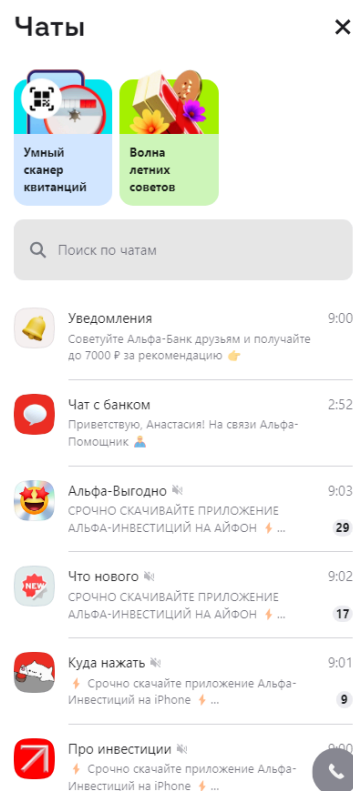 Чаты
Умный
сканер
квитанций
Волна
летних
советов
Поиск по чатам
Уведомления 9:00
Советуйте Альфа-Банк друзьям и получайте
до 7000 ₽ за рекомендацию 👉
Чат с банком 2:52
Приветствую, Анастасия! На связи Альфа-
Помощник
Альфа-Выгодно 9:03
СРОЧНО СКАЧИВАЙТЕ ПРИЛОЖЕНИЕ
АЛЬФА-ИНВЕСТИЦИЙ НА АЙФОН ⚡ ... 29
Что нового 9:02
NEW
СРОЧНО СКАЧИВАЙТЕ ПРИЛОЖЕНИЕ
АЛЬФА-ИНВЕСТИЦИЙ НА АЙФОН ⚡ ... 17
Куда нажать 9:01
⚡ Срочно скачайте приложение Альфа-
Инвестиций на iPhone ⚡ ... 9
Про инвестиции 9:00
⚡ Срочно скачайте приложение Альфа-
Инвестиций на iPhone ⚡ ...